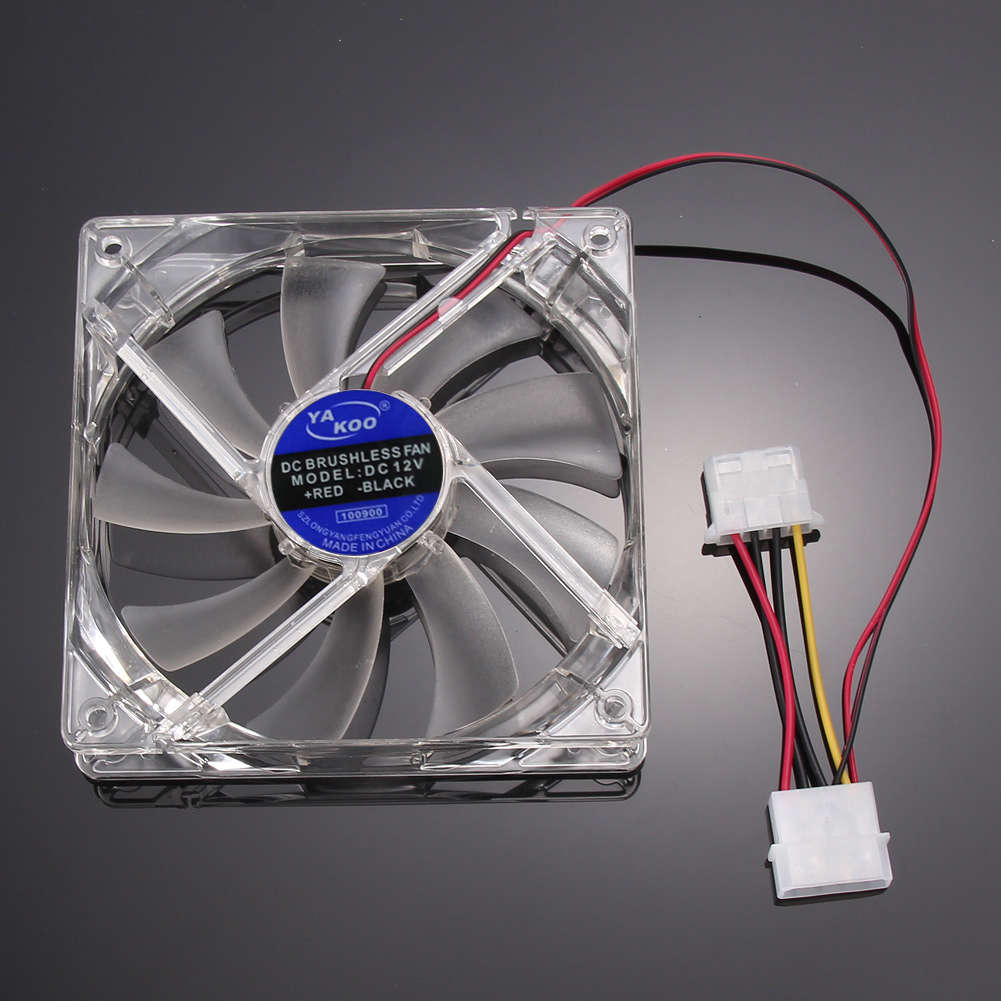 YA KOO®
DC BRUSHLESS FAN
MODEL:DC 12V
+RED -BLACK
100900
SZLONGYANGFENGYUAN CO.,LTD
MADE IN CHINA